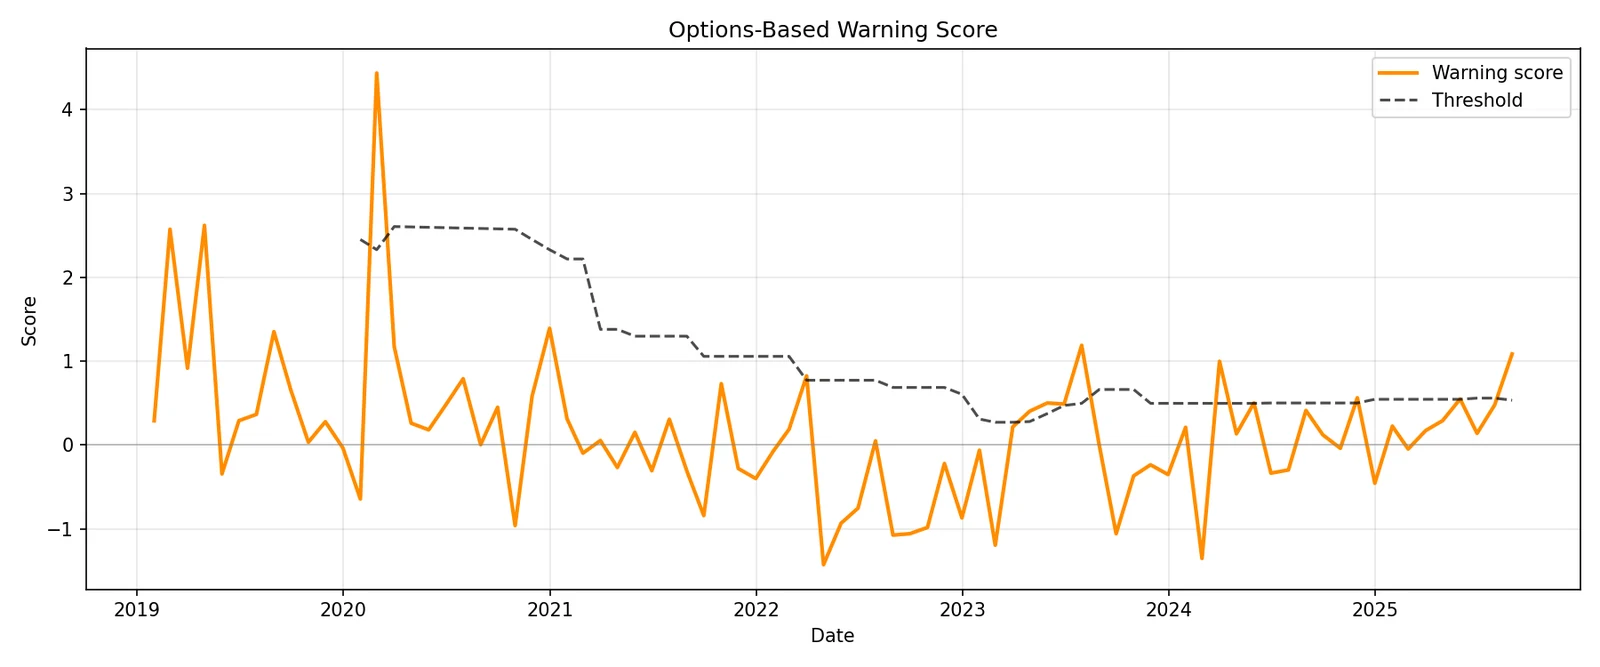 Options-Based Warning Score
Warning score
Threshold
4
3
2
1
0
−1
Score
2019 2020 2021 2022 2023 2024 2025
Date